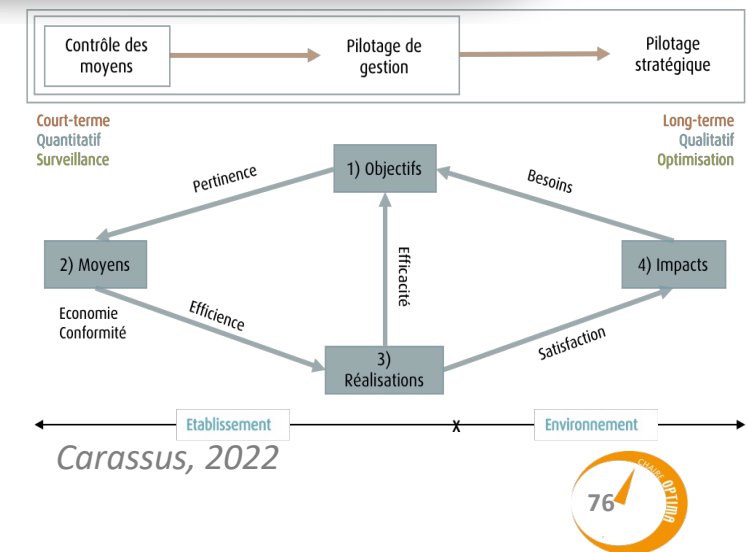 Contrôle des
moyens
Pilotage de
gestion
Pilotage
stratégique
Court-terme
Quantitatif
Surveillance
Long-terme
Qualitatif
Optimisation
Pertinence
1) Objectifs
Besoins
2) Moyens
Efficacité
4) Impacts
Economie
Conformité
Efficience
Satisfaction
3)
Réalisations
Etablissement
X
Environnement
Carassus, 2022
76
CHAIRE OPTIMA